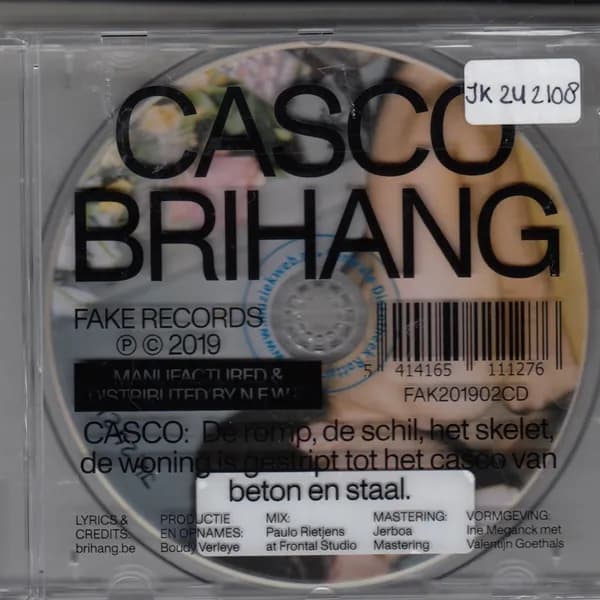 JK 242108
CASCO
BRIHANG
FAKE RECORDS
℗ © 2019
MANUFACTURED &
DISTRIBUTED BY N.E.W.S.
5 414165 111276
FAK201902CD
CASCO: De romp, de schil, het skelet,
de woning is gestript tot het casco van
beton en staal.
LYRICS &
CREDITS:
brihang.be
PRODUCTIE
EN OPNAMES:
Boudy Verleye
MIX:
Paulo Rietjens
at Frontal Studio
MASTERING:
Jerboa
Mastering
VORMGEVING:
Ine Meganck met
Valentijn Goethals